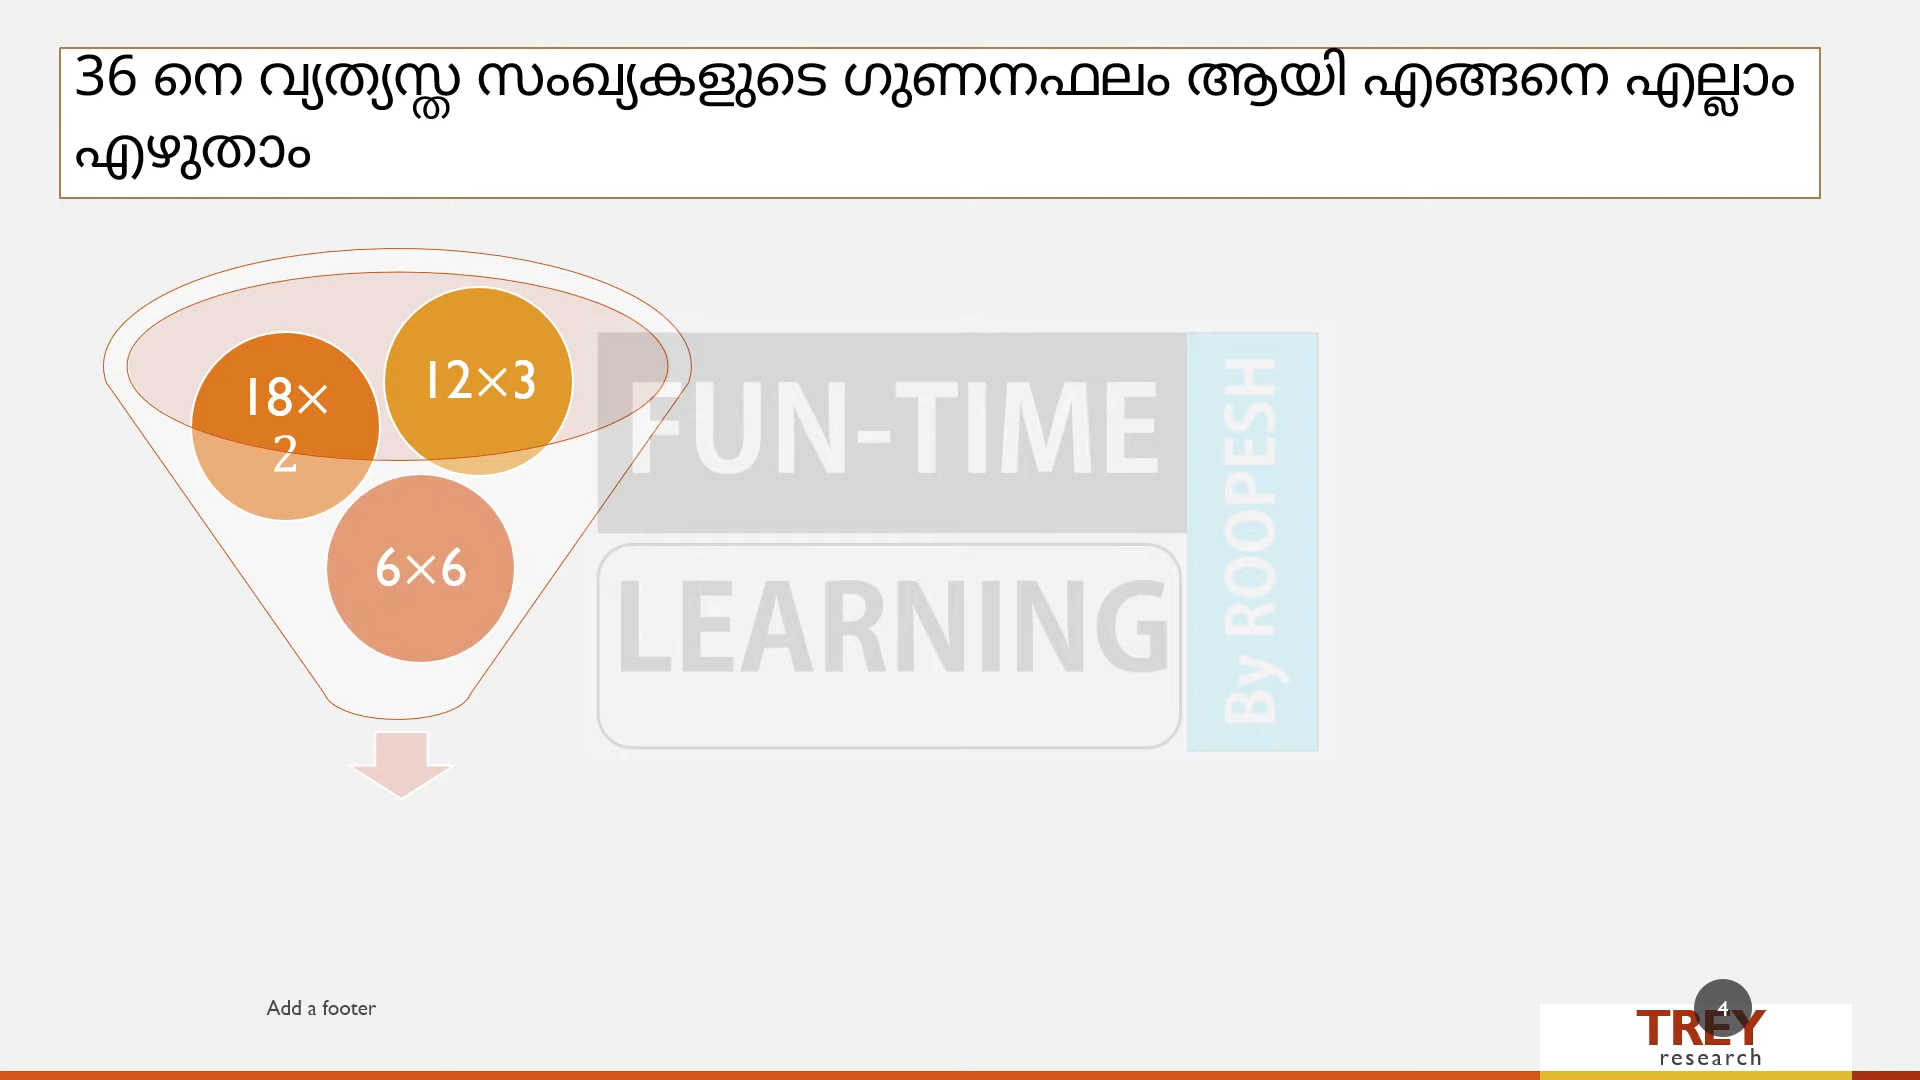 36 നെ വ്യത്യസ്ത സംഖ്യകളുടെ ഗുണനഫലം ആയി എങ്ങനെ എല്ലാം
എഴുതാം
12×3
18×
2
6×6
FUN-TIME
LEARNING
By ROOPESH
Add a footer
4
TREY
research